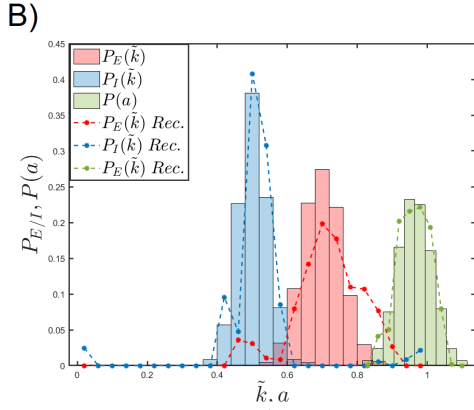 B)
0.45
0.4
0.35
0.3
0.25
0.2
0.15
0.1
0.05
0
P_E/I, P(a)
P_E(k̃)
P_I(k̃)
P(a)
P_E(k̃) Rec.
P_I(k̃) Rec.
P_E(k̃) Rec.
0 0.2 0.4 0.6 0.8 1
k̃, a